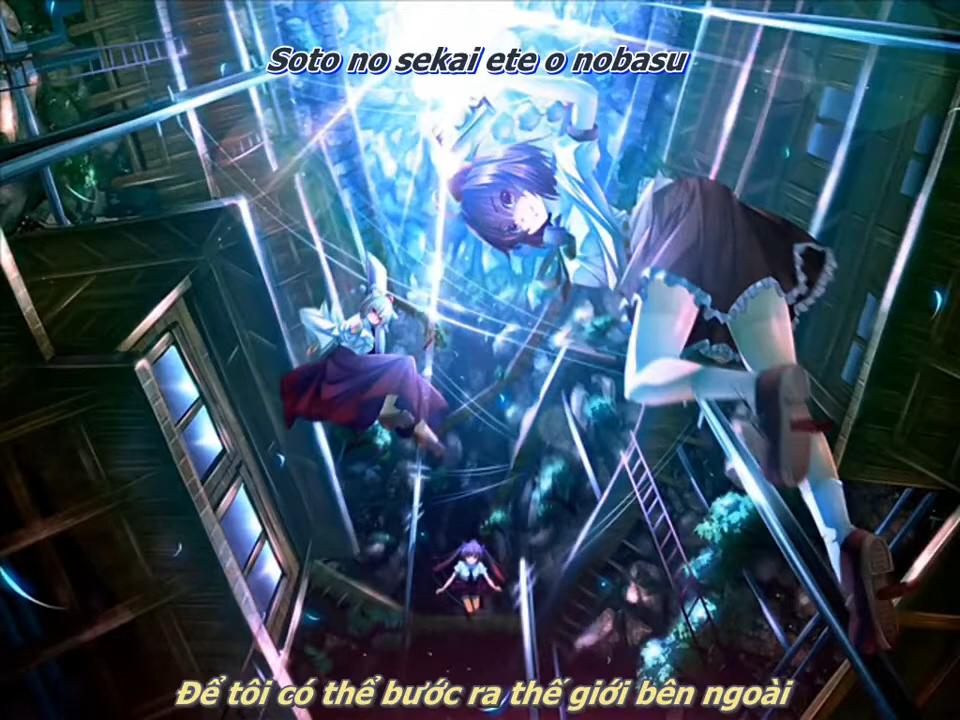 Soto no sekai ete o nobasu
Để tôi có thể bước ra thế giới bên ngoài